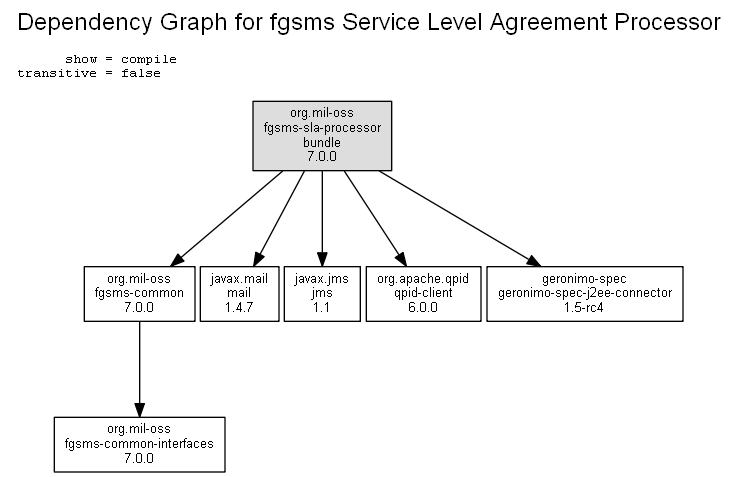 Dependency Graph for fgsms Service Level Agreement Processor
show = compile
transitive = false
org.mil-oss
fgsms-sla-processor
bundle
7.0.0
org.mil-oss
fgsms-common
7.0.0
javax.mail
mail
1.4.7
javax.jms
jms
1.1
org.apache.qpid
qpid-client
6.0.0
geronimo-spec
geronimo-spec-j2ee-connector
1.5-rc4
org.mil-oss
fgsms-common-interfaces
7.0.0